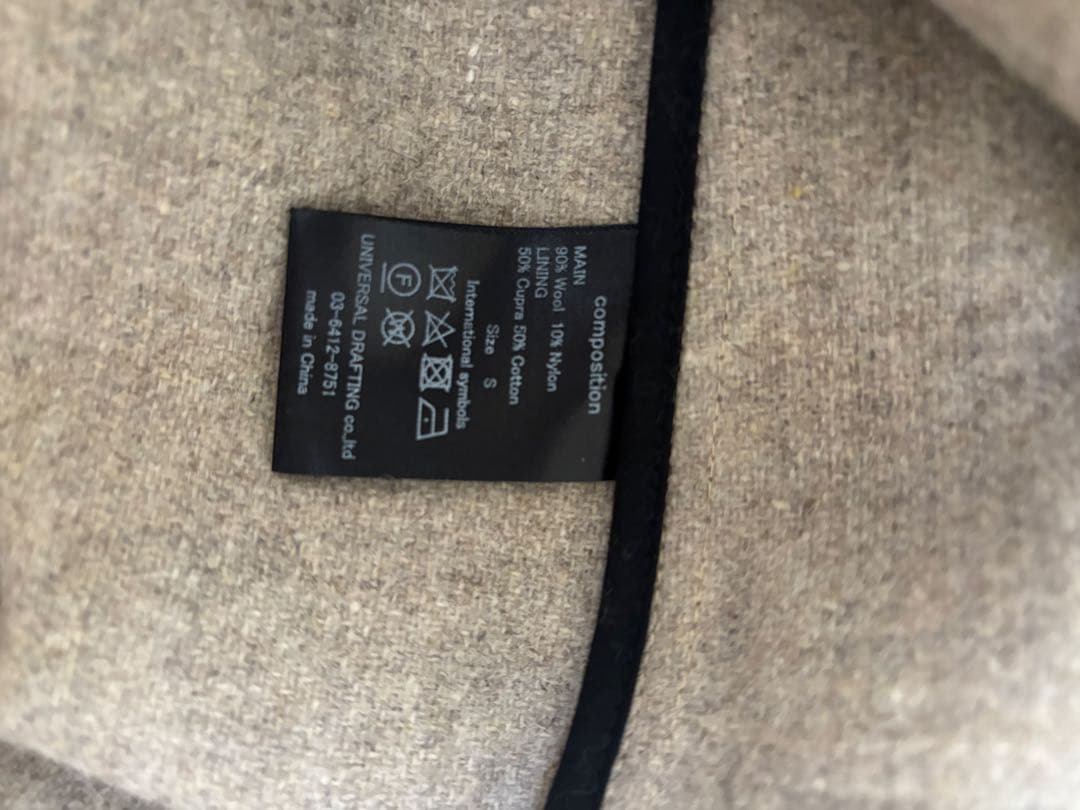 composition
MAIN
90% Wool 10% Nylon
LINING
50% Cupra 50% Cotton
Size S
International symbols
F
W
UNIVERSAL DRAFTING co.,ltd
03-6412-8751
made in China